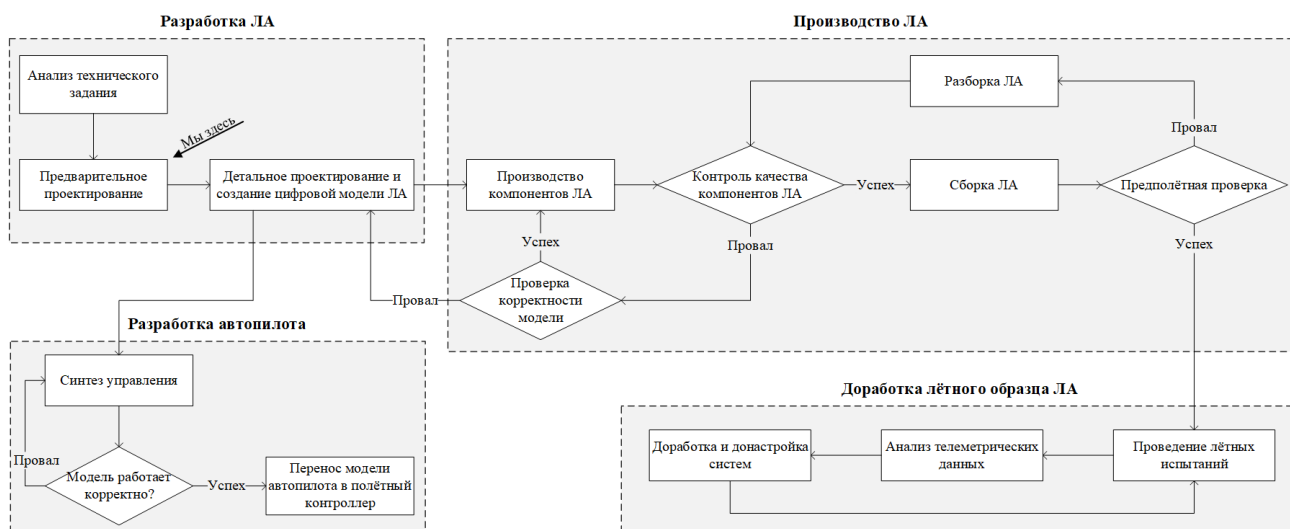 Разработка ЛА
Анализ технического
задания
Мы здесь
Предварительное
проектирование
Детальное проектирование и
создание цифровой модели ЛА
Производство ЛА
Разборка ЛА
Провал
Производство
компонентов ЛА
Контроль качества
компонентов ЛА
Успех
Сборка ЛА
Предполётная проверка
Успех
Провал
Успех
Проверка
корректности
модели
Провал
Разработка автопилота
Синтез управления
Провал
Модель работает
корректно?
Успех
Перенос модели
автопилота в полётный
контроллер
Доработка лётного образца ЛА
Доработка и донастройка
систем
Анализ телеметрических
данных
Проведение лётных
испытаний